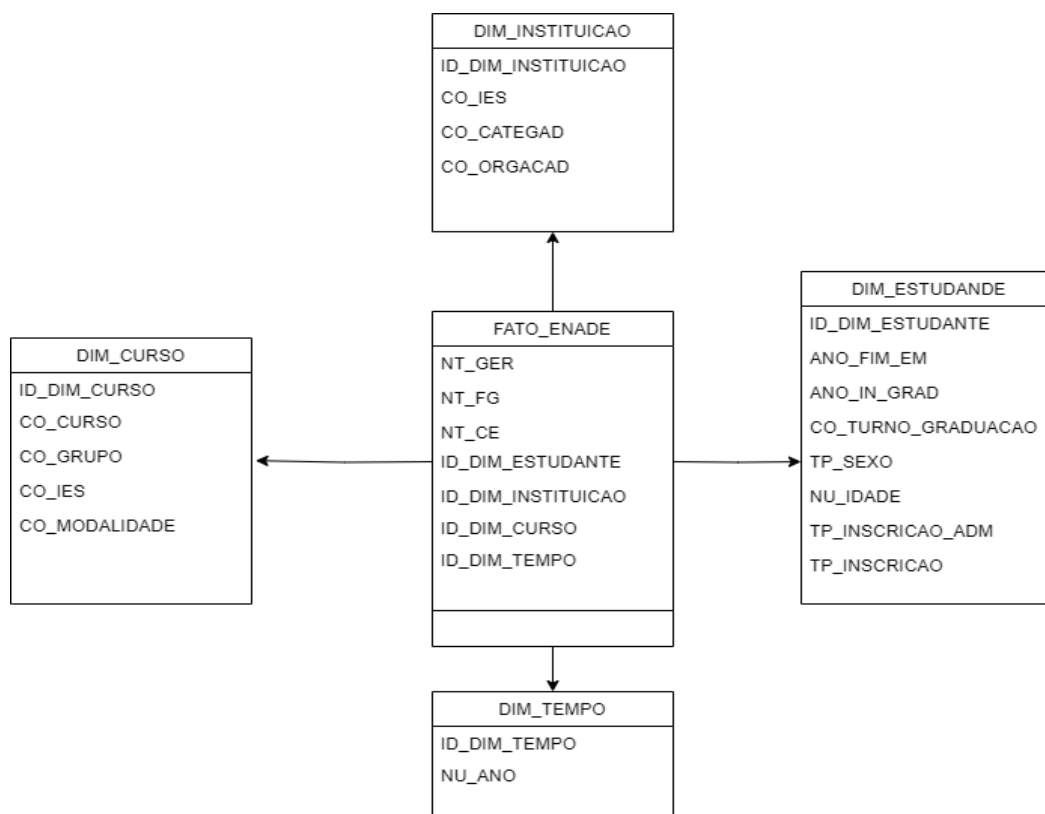 DIM_INSTITUICAO
ID_DIM_INSTITUICAO
CO_IES
CO_CATEGAD
CO_ORGACAD
DIM_CURSO
ID_DIM_CURSO
CO_CURSO
CO_GRUPO
CO_IES
CO_MODALIDADE
FATO_ENADE
NT_GER
NT_FG
NT_CE
ID_DIM_ESTUDANTE
ID_DIM_INSTITUICAO
ID_DIM_CURSO
ID_DIM_TEMPO
DIM_ESTUDANDE
ID_DIM_ESTUDANTE
ANO_FIM_EM
ANO_IN_GRAD
CO_TURNO_GRADUACAO
TP_SEXO
NU_IDADE
TP_INSCRICAO_ADM
TP_INSCRICAO
DIM_TEMPO
ID_DIM_TEMPO
NU_ANO